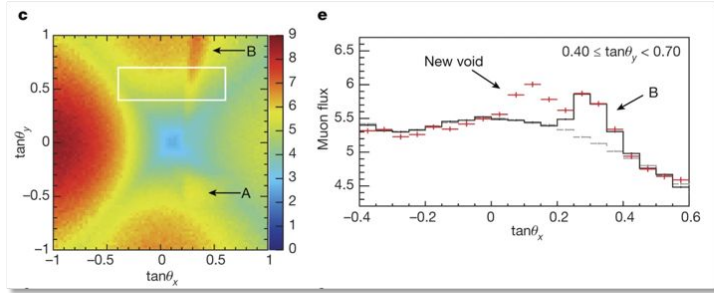 c
1
0.5
0
−0.5
−1
tanθy
−1 −0.5 0 0.5 1
tanθx
B
A
9
8
7
6
5
4
3
2
1
0
e
6.5
6.0
5.5
5.0
4.5
Muon flux
New void
0.40 ≤ tanθy < 0.70
B
−0.4 −0.2 0 0.2 0.4 0.6
tanθx